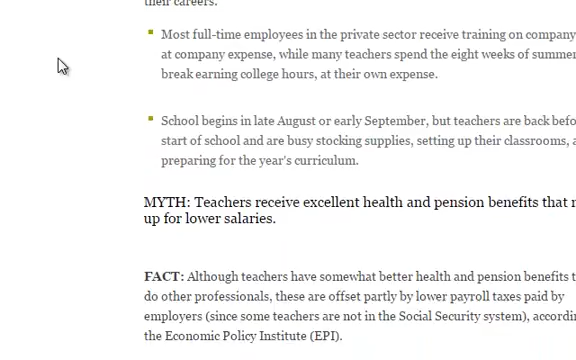 their careers.
Most full-time employees in the private sector receive training on company
at company expense, while many teachers spend the eight weeks of summer
break earning college hours, at their own expense.
School begins in late August or early September, but teachers are back
start of school and are busy stocking supplies, setting up their classrooms,
preparing for the year's curriculum.
MYTH: Teachers receive excellent health and pension benefits that
up for lower salaries.
FACT: Although teachers have somewhat better health and pension benefits
do other professionals, these are offset partly by lower payroll taxes paid by
employers (since some teachers are not in the Social Security system),
the Economic Policy Institute (EPI).